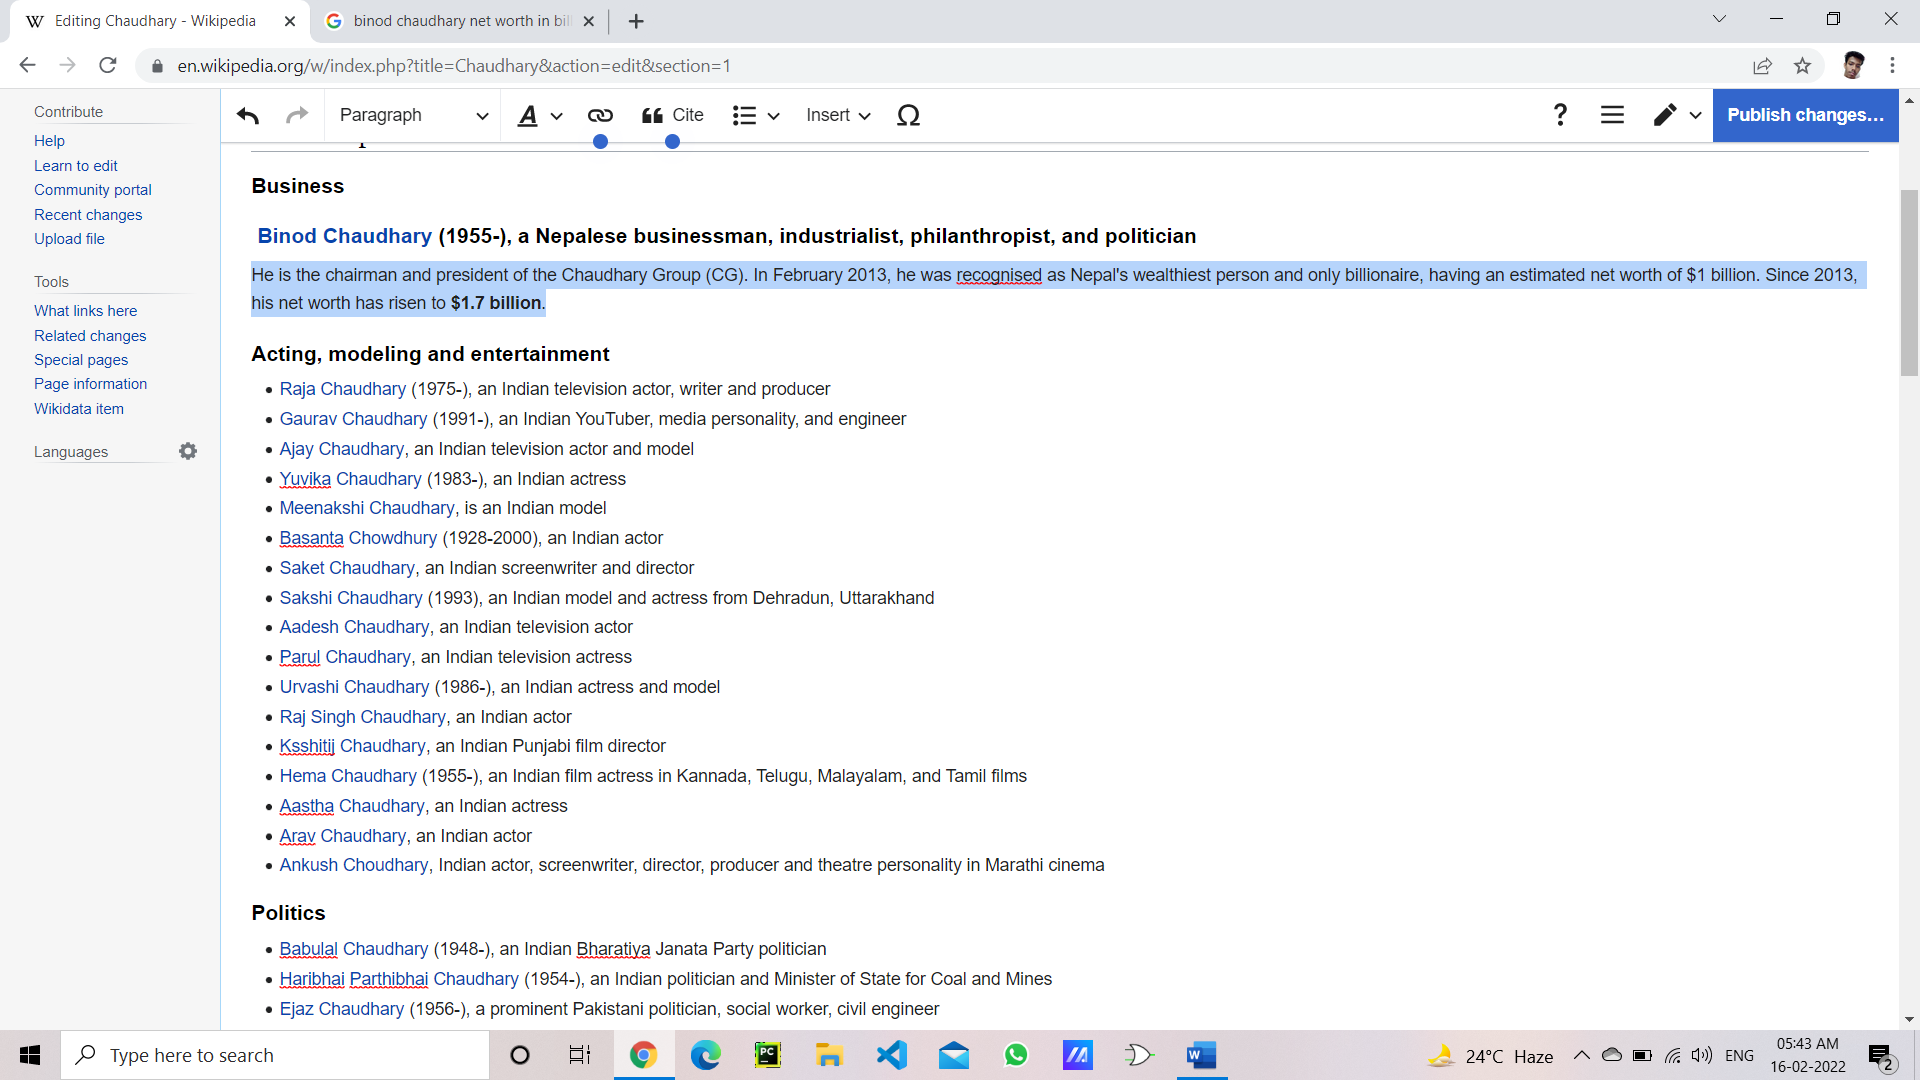 Editing Chaudhary - Wikipedia
binod chaudhary net worth in bil
en.wikipedia.org/w/index.php?title=Chaudhary&action=edit&section=1
Contribute
Help
Learn to edit
Community portal
Recent changes
Upload file
Tools
What links here
Related changes
Special pages
Page information
Wikidata item
Languages
Paragraph
A
Cite
Insert
Ω
?
Publish changes...
Business
Binod Chaudhary (1955-), a Nepalese businessman, industrialist, philanthropist, and politician
He is the chairman and president of the Chaudhary Group (CG). In February 2013, he was recognised as Nepal's wealthiest person and only billionaire, having an estimated net worth of $1 billion. Since 2013,
his net worth has risen to $1.7 billion.
Acting, modeling and entertainment
• Raja Chaudhary (1975-), an Indian television actor, writer and producer
• Gaurav Chaudhary (1991-), an Indian YouTuber, media personality, and engineer
• Ajay Chaudhary, an Indian television actor and model
• Yuvika Chaudhary (1983-), an Indian actress
• Meenakshi Chaudhary, is an Indian model
• Basanta Chowdhury (1928-2000), an Indian actor
• Saket Chaudhary, an Indian screenwriter and director
• Sakshi Chaudhary (1993), an Indian model and actress from Dehradun, Uttarakhand
• Aadesh Chaudhary, an Indian television actor
• Parul Chaudhary, an Indian television actress
• Urvashi Chaudhary (1986-), an Indian actress and model
• Raj Singh Chaudhary, an Indian actor
• Ksshitij Chaudhary, an Indian Punjabi film director
• Hema Chaudhary (1955-), an Indian film actress in Kannada, Telugu, Malayalam, and Tamil films
• Aastha Chaudhary, an Indian actress
• Arav Chaudhary, an Indian actor
• Ankush Choudhary, Indian actor, screenwriter, director, producer and theatre personality in Marathi cinema
Politics
• Babulal Chaudhary (1948-), an Indian Bharatiya Janata Party politician
• Haribhai Parthibhai Chaudhary (1954-), an Indian politician and Minister of State for Coal and Mines
• Ejaz Chaudhary (1956-), a prominent Pakistani politician, social worker, civil engineer
Type here to search
24°C Haze
ENG
05:43 AM
16-02-2022
2